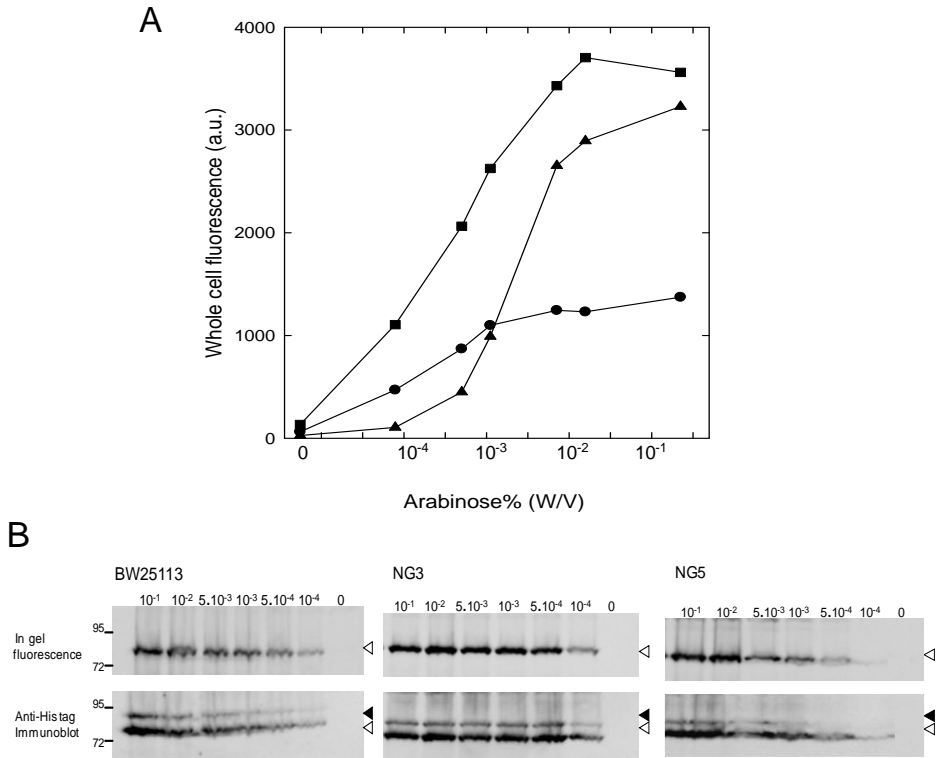 A
4000
3000
2000
1000
0
Whole cell fluorescence (a.u.)
0 10-4 10-3 10-2 10-1
Arabinose% (W/V)
B
BW25113 NG3 NG5
10-1 10-2 5.10-3 10-3 5.10-4 10-4 0
10-1 10-2 5.10-3 10-3 5.10-4 10-4 0
10-1 10-2 5.10-3 10-3 5.10-4 10-4 0
In gel
fluorescence
95
72
Anti-Histag
Immunoblot
95
72